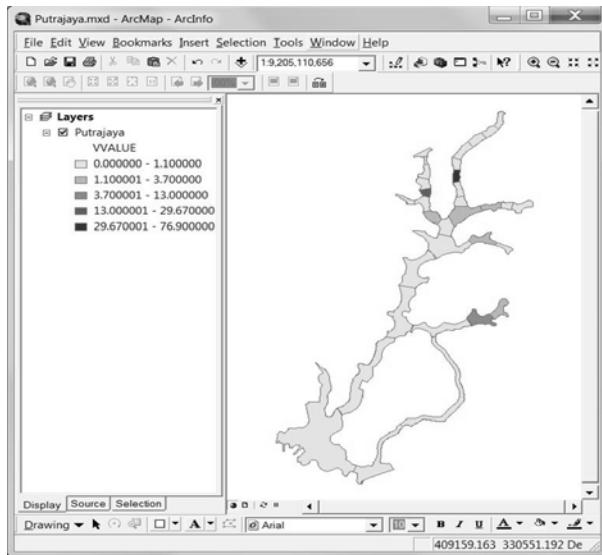 Putrajaya.mxd - ArcMap - ArcInfo
File Edit View Bookmarks Insert Selection Tools Window Help
1:9,205,110,656
100%
Layers
Putrajaya
VVALUE
0.000000 - 1.100000
1.100001 - 3.700000
3.700001 - 13.000000
13.000001 - 29.670000
29.670001 - 76.900000
Display Source Selection
Drawing A Arial 10 B I U A
409159.163 330551.192 De